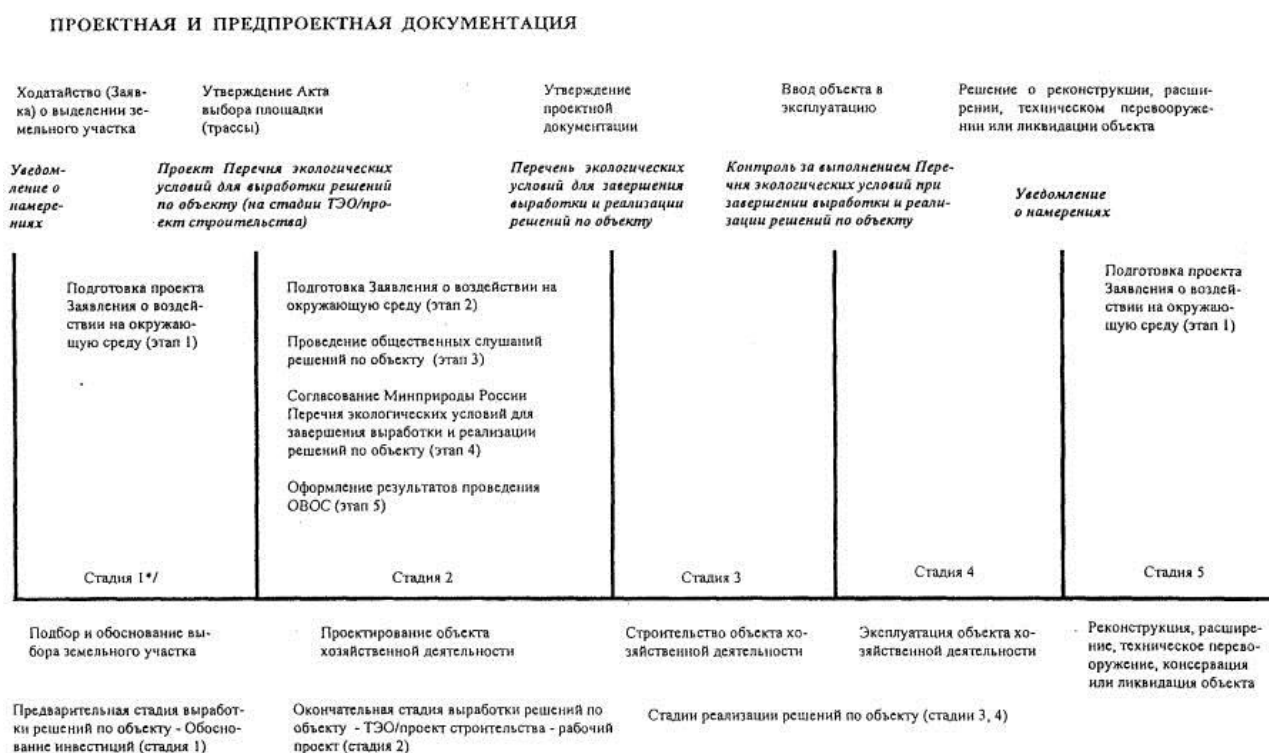 ПРОЕКТНАЯ И ПРЕДПРОЕКТНАЯ ДОКУМЕНТАЦИЯ
Ходатайство (Заяв-
ка) о выделении зе-
мельного участка
Утверждение Акта
выбора площадки
(трассы)
Утверждение
проектной
документации
Ввод объекта в
эксплуатацию
Решение о реконструкции, расши-
рении, техническом перевооруже-
нии или ликвидации объекта
Уведом-
ление о
намере-
ниях
Проект Перечня экологических
условий для выработки решений
по объекту (на стадии ТЭО/про-
ект строительства)
Перечень экологических
условий для завершения
выработки и реализации
решений по объекту
Контроль за выполнением Пере-
чня экологических условий при
завершении выработки и реали-
зации решений по объекту
Уведомление
о намерениях
Подготовка проекта
Заявления о воздей-
ствии на окружаю-
щую среду (этап 1)
Подготовка Заявления о воздействии на
окружающую среду (этап 2)
Проведение общественных слушаний
решений по объекту (этап 3)
Согласование Минприроды России
Перечня экологических условий для
завершения выработки и реализации
решений по объекту (этап 4)
Оформление результатов проведения
ОВОС (этап 5)
Подготовка проекта
Заявления о воздей-
ствии на окружаю-
щую среду (этап 1)
Стадия 1*/
Стадия 2
Стадия 3
Стадия 4
Стадия 5
Подбор и обоснование вы-
бора земельного участка
Проектирование объекта
хозяйственной деятельности
Строительство объекта хо-
зяйственной деятельности
Эксплуатация объекта хо-
зяйственной деятельности
Реконструкция, расшире-
ние, техническое перево-
оружение, консервация
или ликвидация объекта
Предварительная стадия выработ-
ки решений по объекту - Обосно-
вание инвестиций (стадия 1)
Окончательная стадия выработки решений по
объекту - ТЭО/проект строительства - рабочий
проект (стадия 2)
Стадии реализации решений по объекту (стадии 3, 4)